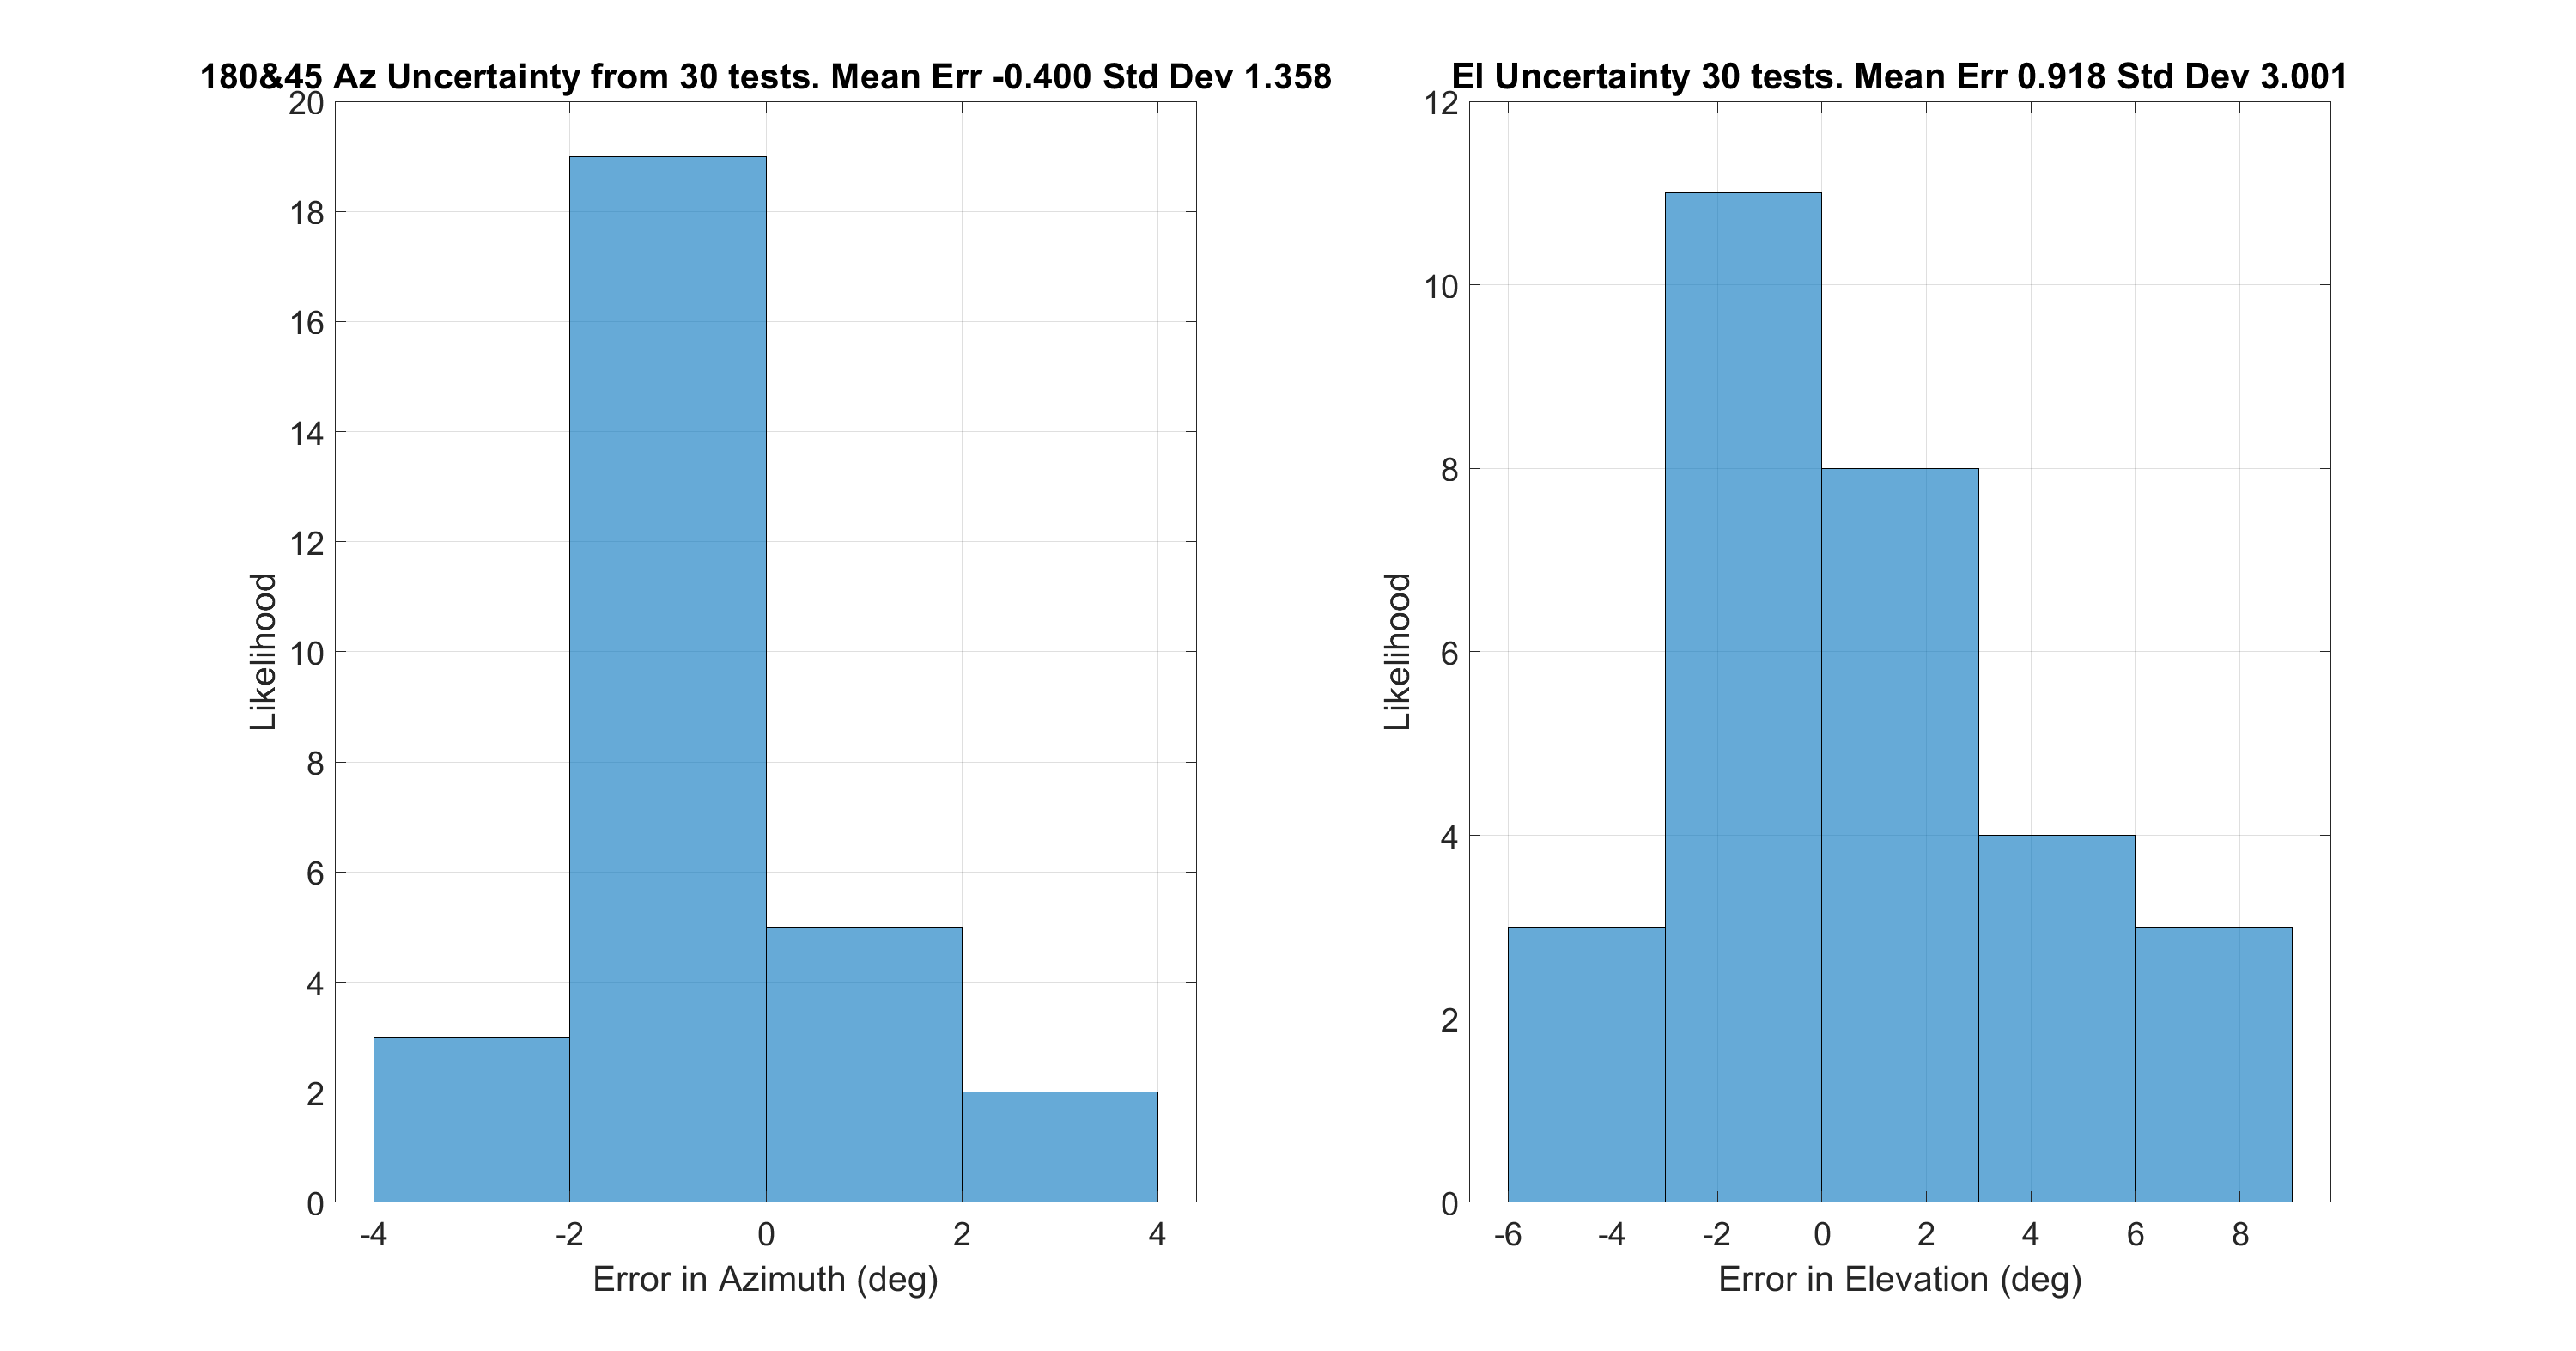 180&45 Az Uncertainty from 30 tests. Mean Err -0.400 Std Dev 1.358
20
18
16
14
12
10
8
6
4
2
0
Likelihood
-4 -2 0 2 4
Error in Azimuth (deg)
El Uncertainty 30 tests. Mean Err 0.918 Std Dev 3.001
12
10
8
6
4
2
0
Likelihood
-6 -4 -2 0 2 4 6 8
Error in Elevation (deg)